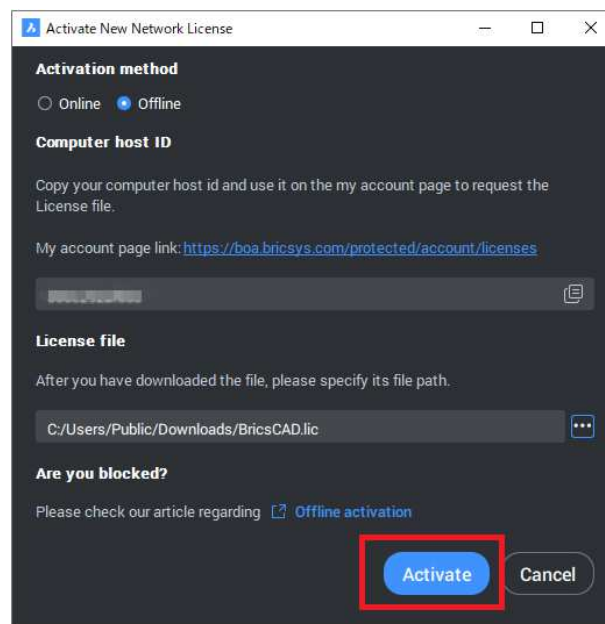 Activate New Network License
Activation method
Online Offline
Computer host ID
Copy your computer host id and use it on the my account page to request the
License file.
My account page link: https://boa.bricsys.com/protected/account/licenses
License file
After you have downloaded the file, please specify its file path.
C:/Users/Public/Downloads/BricsCAD.lic
Are you blocked?
Please check our article regarding Offline activation
Activate Cancel